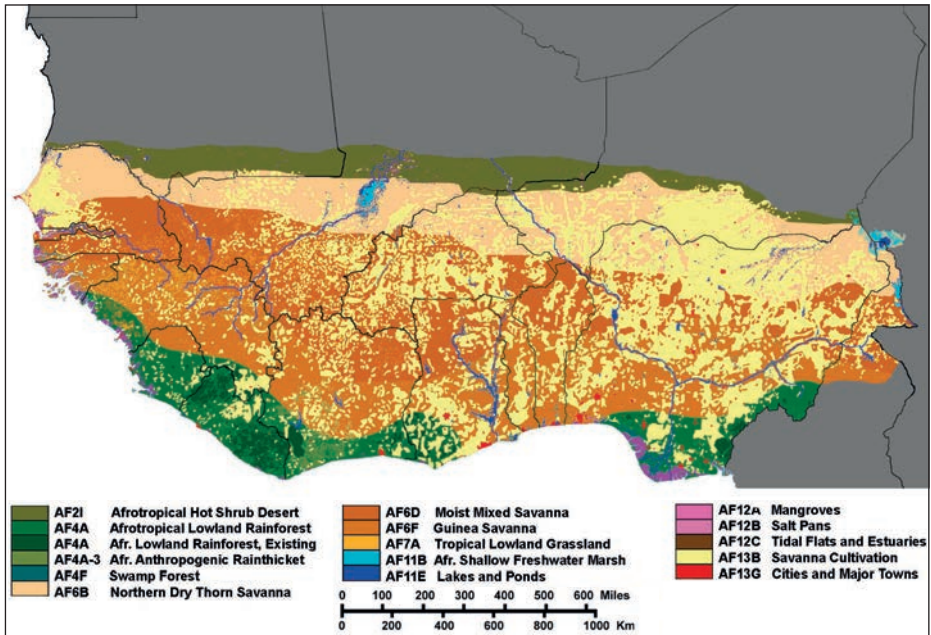 AF2I Afrotropical Hot Shrub Desert
AF4A Afrotropical Lowland Rainforest
AF4A Afr. Lowland Rainforest, Existing
AF4A-3 Afr. Anthropogenic Rainthicket
AF4F Swamp Forest
AF6B Northern Dry Thorn Savanna
AF6D Moist Mixed Savanna
AF6F Guinea Savanna
AF7A Tropical Lowland Grassland
AF11B Afr. Shallow Freshwater Marsh
AF11E Lakes and Ponds
0 100 200 300 400 500 600 Miles
0 200 400 600 800 1000 Km
AF12A Mangroves
AF12B Salt Pans
AF12C Tidal Flats and Estuaries
AF13B Savanna Cultivation
AF13G Cities and Major Towns